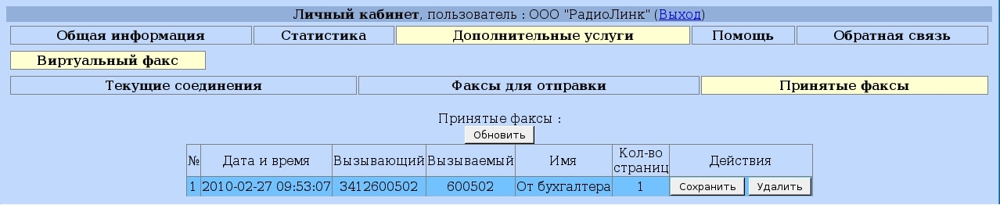 Личный кабинет, пользователь : ООО "РадиоЛинк" (Выход)
Общая информация Статистика Дополнительные услуги Помощь Обратная связь
Виртуальный факс
Текущие соединения Факсы для отправки Принятые факсы
Принятые факсы :
Обновить
№ Дата и время Вызывающий Вызываемый Имя Кол-во страниц Действия
1 2010-02-27 09:53:07 3412600502 600502 От бухгалтера 1 Сохранить Удалить